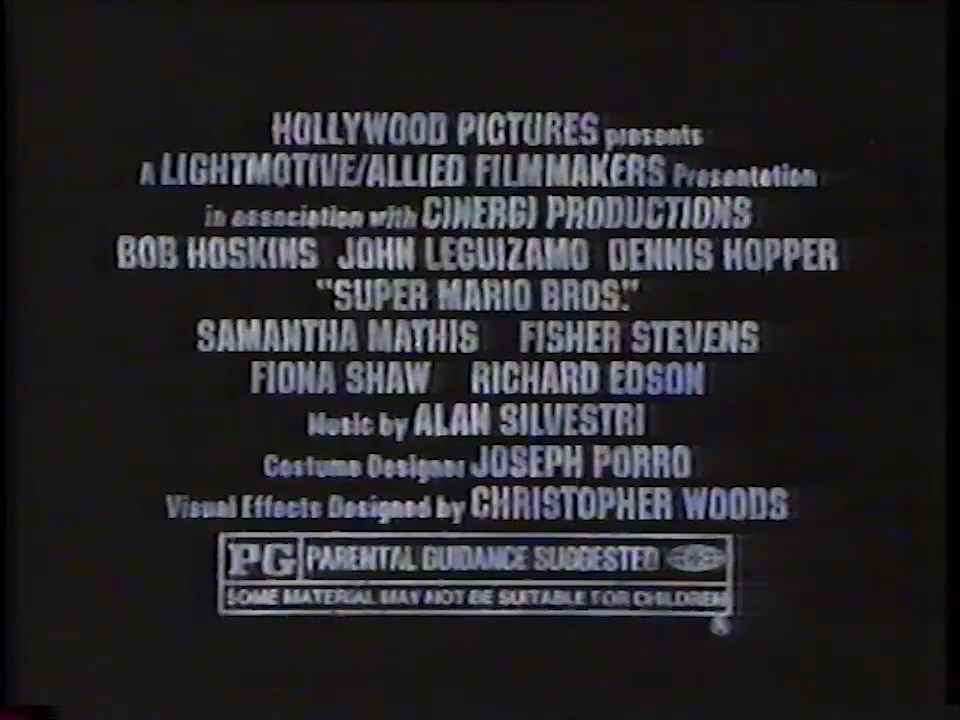 HOLLYWOOD PICTURES presents
A LIGHTMOTIVE/ALLIED FILMMAKERS Presentation
in association with CINERGI PRODUCTIONS
BOB HOSKINS JOHN LEGUIZAMO DENNIS HOPPER
"SUPER MARIO BROS."
SAMANTHA MATHIS FISHER STEVENS
FIONA SHAW RICHARD EDSON
Music by ALAN SILVESTRI
Costume Designer JOSEPH PORRO
Visual Effects Designed by CHRISTOPHER WOODS
PG PARENTAL GUIDANCE SUGGESTED
SOME MATERIAL MAY NOT BE SUITABLE FOR CHILDREN
®